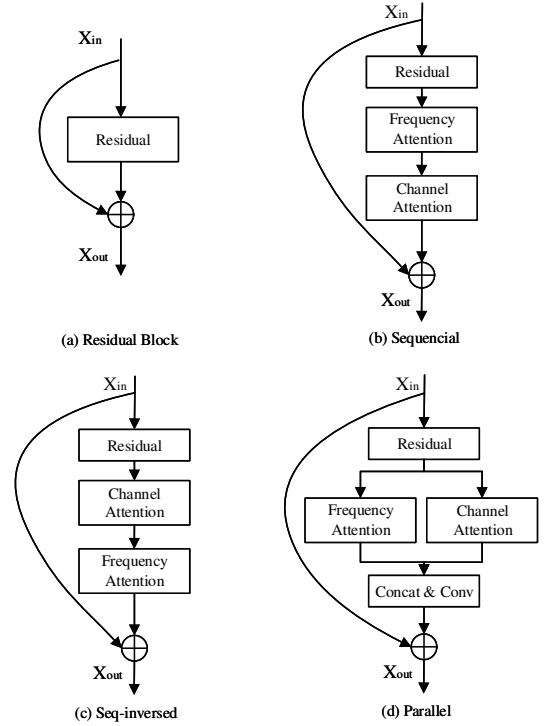 Xin
Residual
Xout
(a) Residual Block
Xin
Residual
Frequency
Attention
Channel
Attention
Xout
(b) Sequencial
Xin
Residual
Channel
Attention
Frequency
Attention
Xout
(c) Seq-inversed
Xin
Residual
Frequency
Attention
Channel
Attention
Concat & Conv
Xout
(d) Parallel